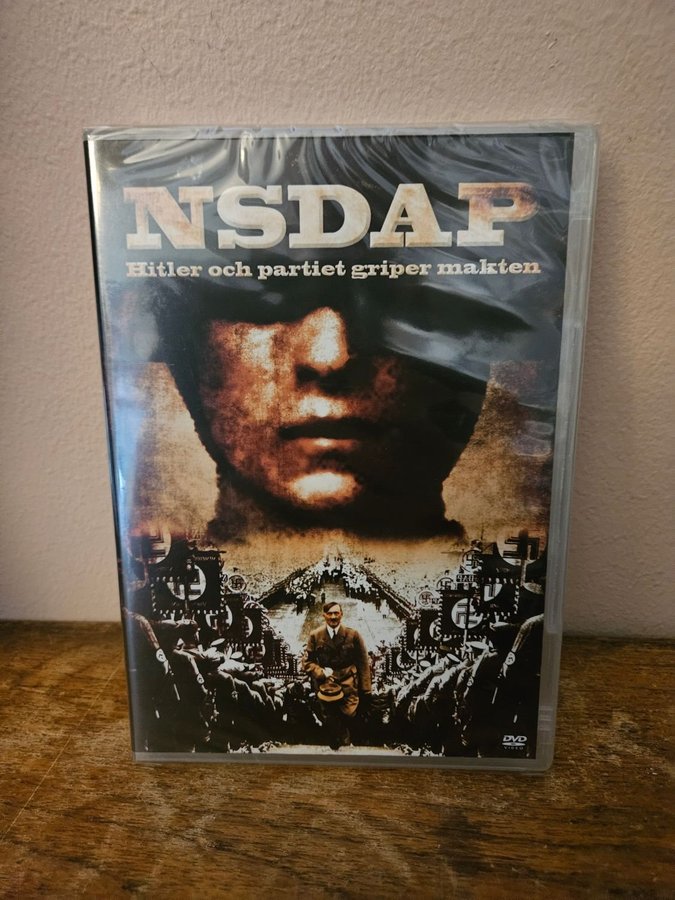 NSDAP
Hitler och partiet griper makten
DVD
VIDEO